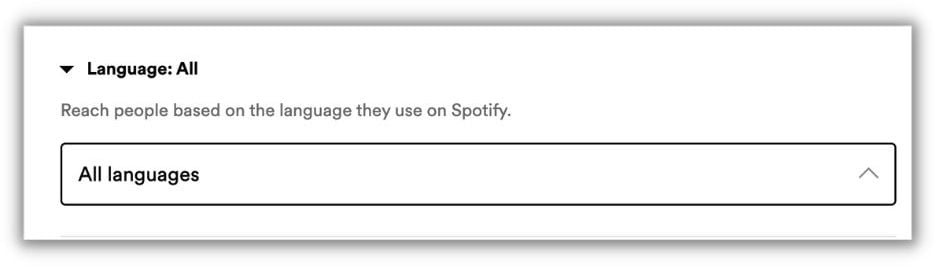 Language: All
Reach people based on the language they use on Spotify.
All languages